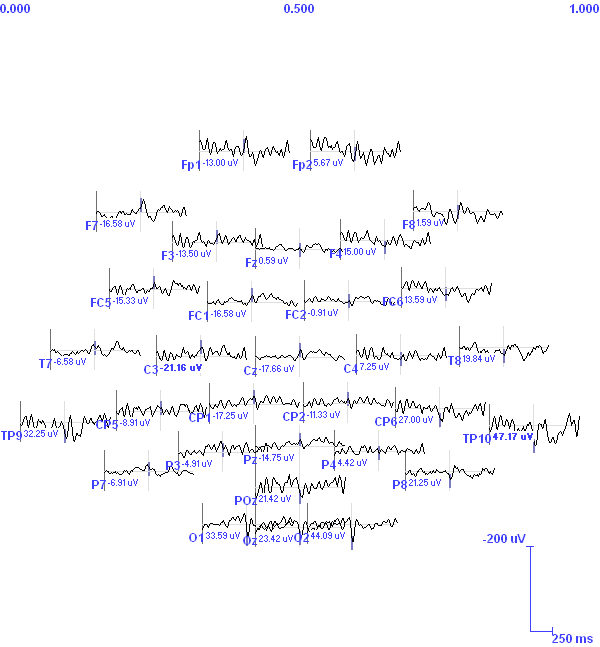 0.000 0.500 1.000
Fp1 -13.00 uV Fp2 5.67 uV
F7 -16.58 uV F8 1.59 uV
F3 -13.50 uV Fz 0.59 uV F4 15.00 uV
FC5 -15.33 uV FC1 -16.58 uV FC2 -0.91 uV FC6 13.59 uV
T7 -6.58 uV C3 -21.16 uV Cz -17.66 uV C4 7.25 uV T8 19.84 uV
TP9 32.25 uV CP5 -8.91 uV CP1 -17.25 uV CP2 -11.33 uV CP6 27.00 uV TP10 47.17 uV
P7 -6.91 uV P3 -4.91 uV Pz -14.75 uV P4 4.42 uV P8 21.25 uV
POz 21.42 uV
O1 33.59 uV Oz 23.42 uV O2 44.09 uV
-200 uV
250 ms